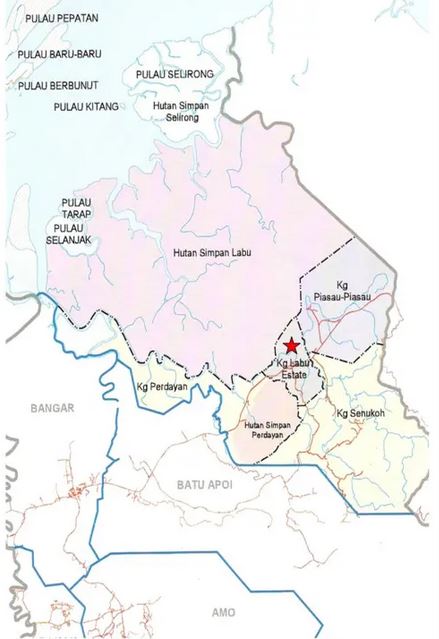 PULAU PEPATAN
PULAU BARU-BARU
PULAU SELIRONG
PULAU BERBUNUT
PULAU KITANG
Hutan Simpan
Selirong
PULAU
TARAP
PULAU
SELANJAK
Hutan Simpan Labu
Kg
Piasau-Piasau
Kg Labu
Estate
Kg Perdayan
BANGAR
Kg Senukoh
Hutan Simpan
Perdayan
BATU APOI
AMO